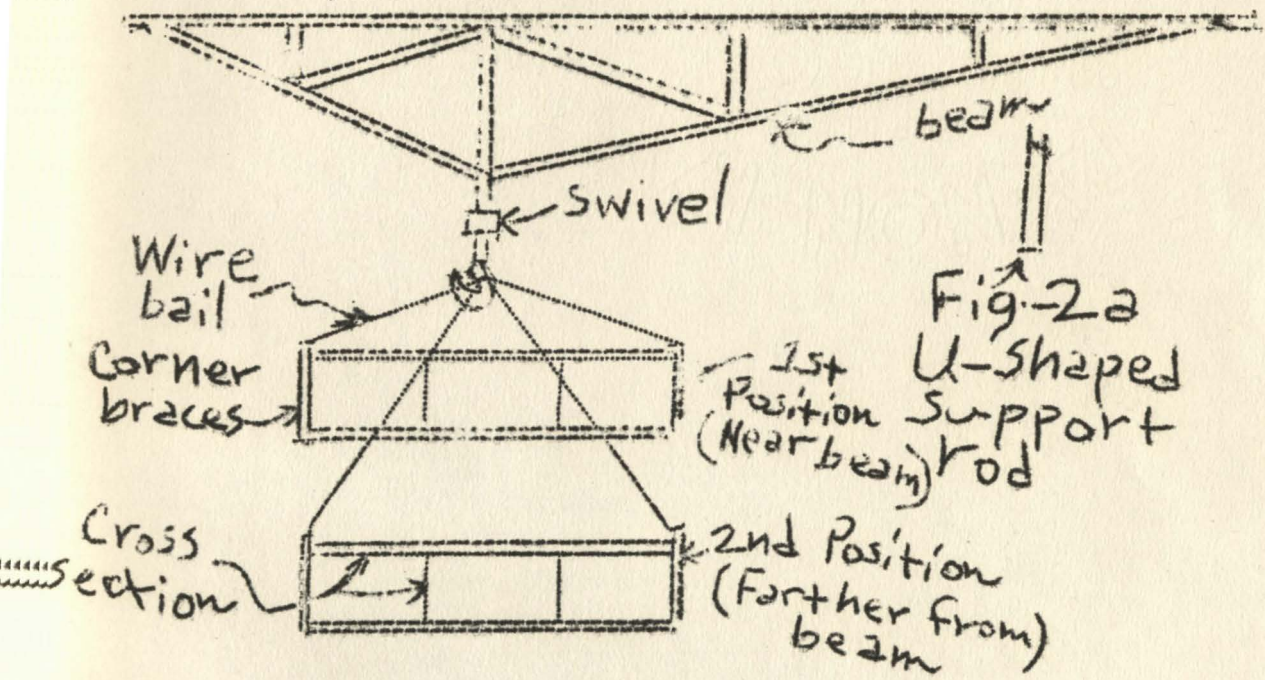 beam
swivel
Wire
bail
Corner
braces
1st
Position
(Near beam)
Fig.-2a
U-Shaped
Support
rod
Cross
section
2nd Position
(Farther from)
beam